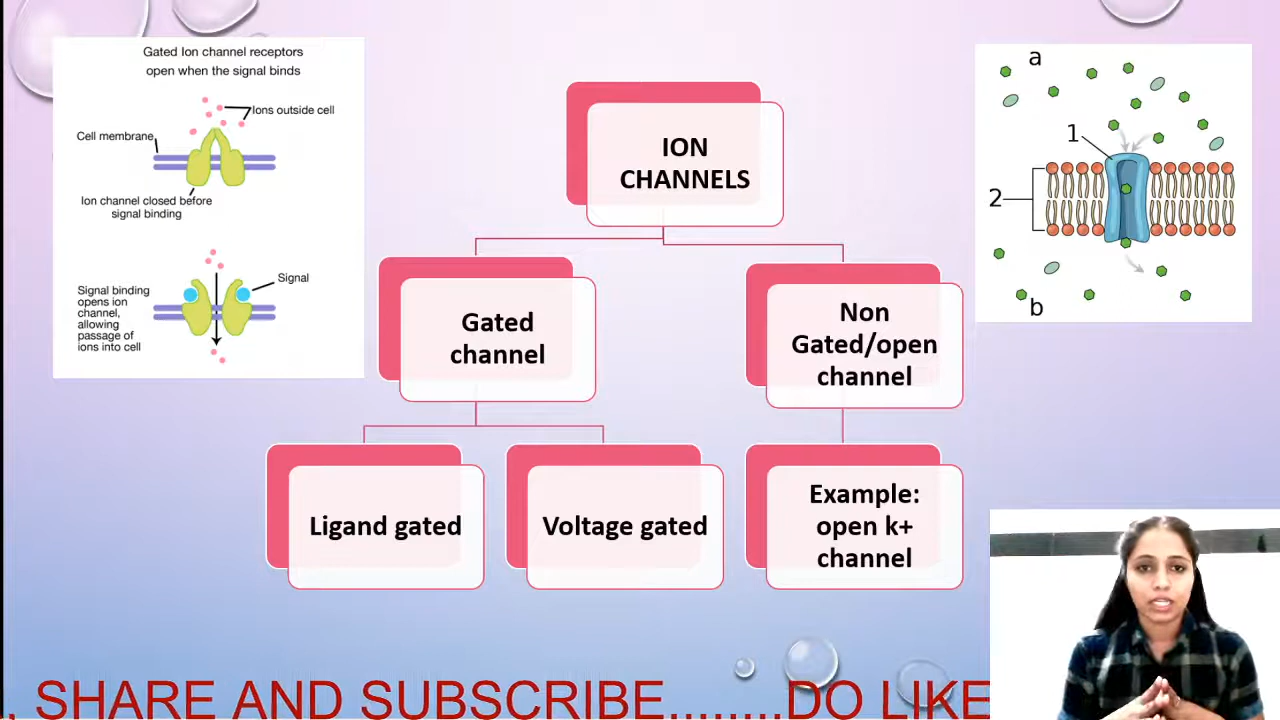 Gated Ion channel receptors
open when the signal binds
Ions outside cell
Cell membrane
Ion channel closed before
signal binding
Signal
Signal binding
opens ion
channel,
allowing
passage of
ions into cell
ION
CHANNELS
Gated
channel
Non
Gated/open
channel
Ligand gated
Voltage gated
Example:
open k+
channel
a
1
2
b
.. SHARE AND SUBSCRIBE........DO LIKE